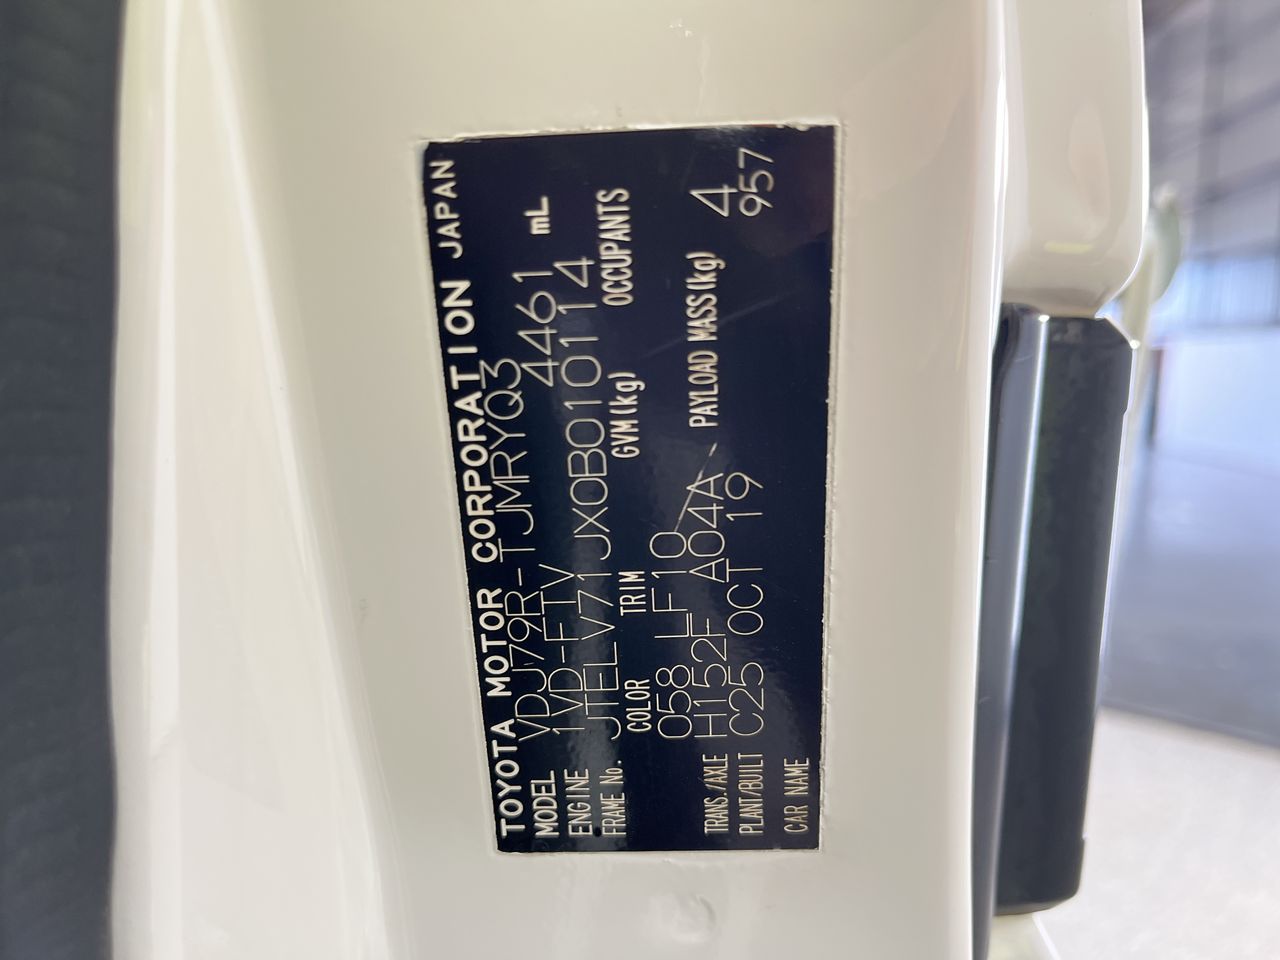 TOYOTA MOTOR CORPORATION JAPAN
MODEL VDJ79R-TJMRYQ3
ENGINE 1VD-FTV 4461 mL
FRAME No. JTELV71JX0B010114
COLOR TRIM GVM(kg) OCCUPANTS
058 LF10 4
TRANS./AXLE H152F A04A PAYLOAD MASS(kg) 957
PLANT/BUILT C25 OCT 19
CAR NAME